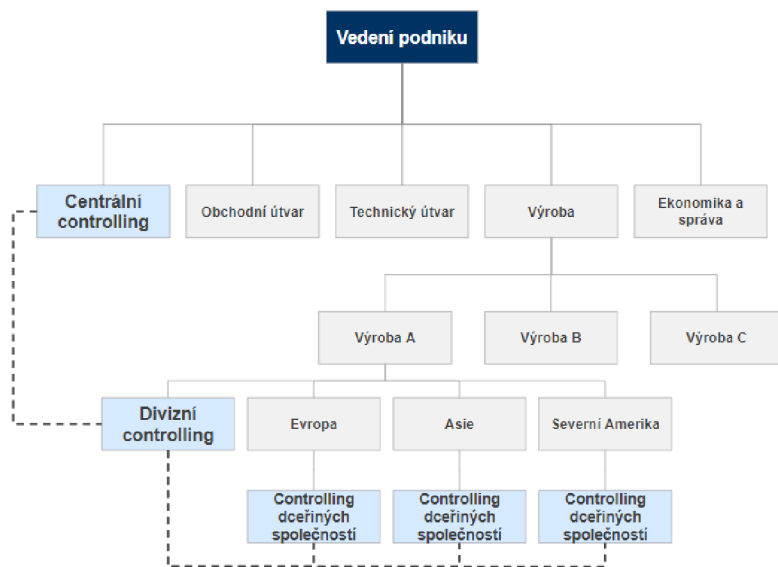 Vedení podniku
Centrální
controlling
Obchodní útvar
Technický útvar
Výroba
Ekonomika a
správa
Výroba A
Výroba B
Výroba C
Divizní
controlling
Evropa
Asie
Severní Amerika
Controlling
dceřiných
společností
Controlling
dceřiných
společností
Controlling
dceřiných
společností